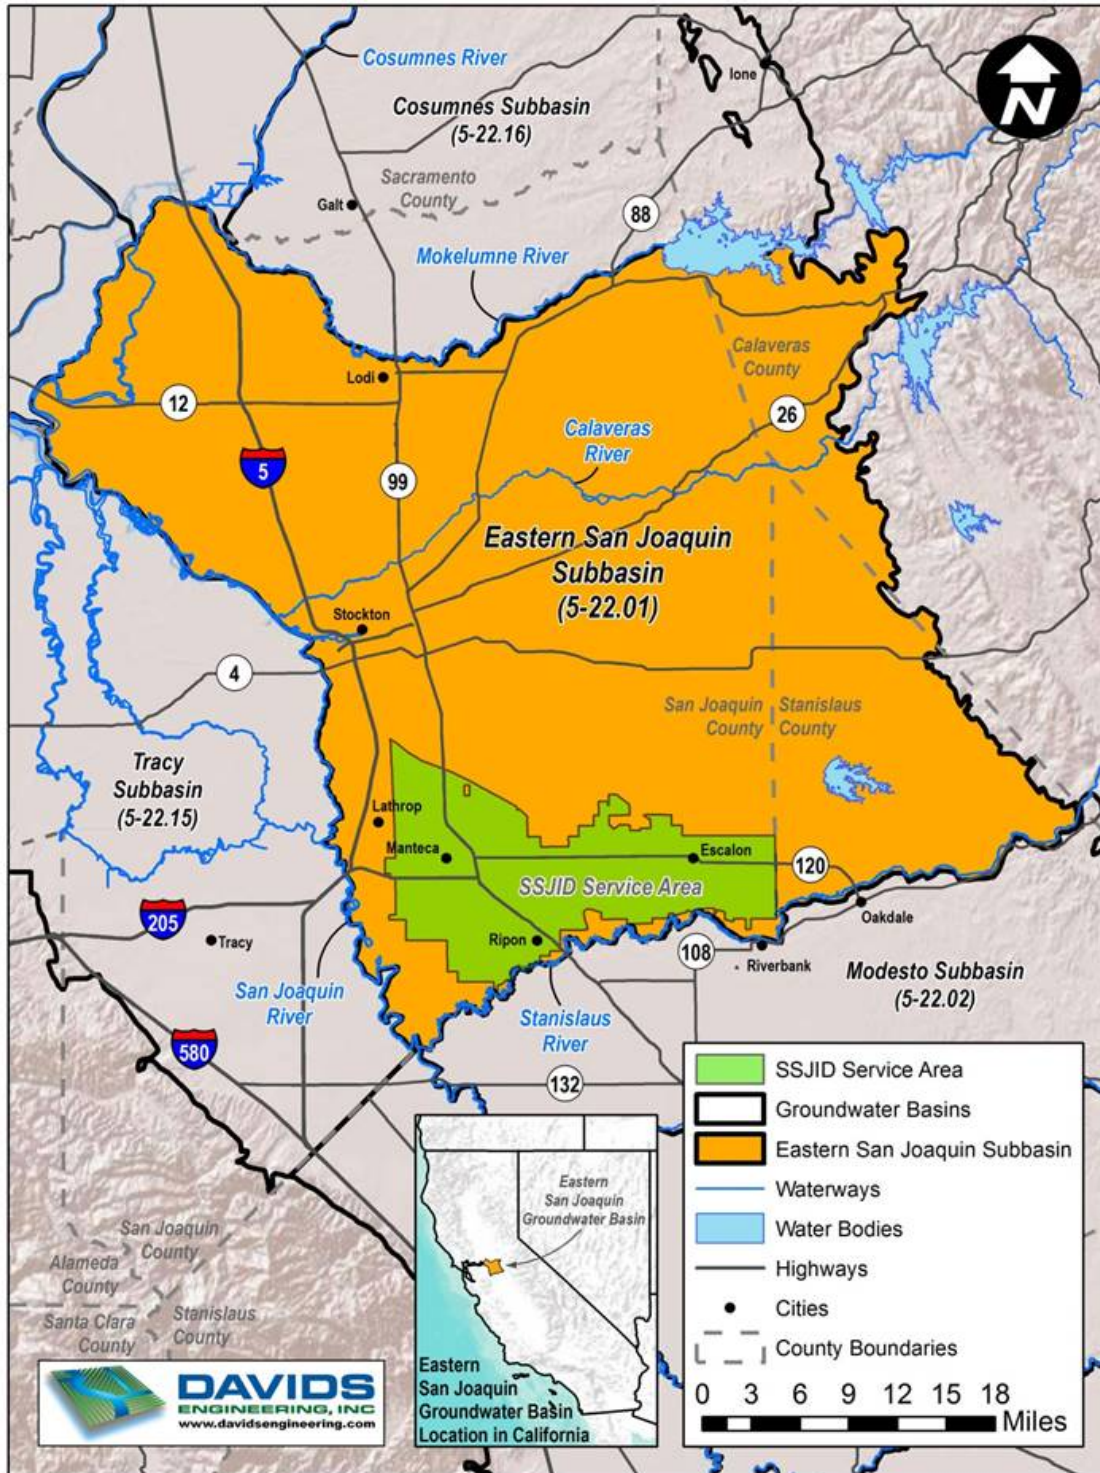 Cosumnes River
Ione
Cosumnes Subbasin
(5-22.16)
N
Sacramento
County
Galt
88
Mokelumne River
Calaveras
County
Lodi
12
26
Calaveras
River
5
99
Eastern San Joaquin
Subbasin
(5-22.01)
Stockton
4
San Joaquin
County
Stanislaus
County
Tracy
Subbasin
(5-22.15)
Lathrop
Manteca
Escalon
120
SSJID Service Area
205
Tracy
Ripon
Oakdale
108
Riverbank
Modesto Subbasin
(5-22.02)
San Joaquin
River
Stanislaus
River
580
132
SSJID Service Area
Groundwater Basins
Eastern San Joaquin Subbasin
Waterways
Water Bodies
Highways
Cities
County Boundaries
0 3 6 9 12 15 18
Miles
Eastern
San Joaquin
Groundwater Basin
San Joaquin
County
Alameda
County
Santa Clara
County
Stanislaus
County
Eastern
San Joaquin
Groundwater Basin
Location in California
DAVIDS
ENGINEERING, INC
www.davidsengineering.com